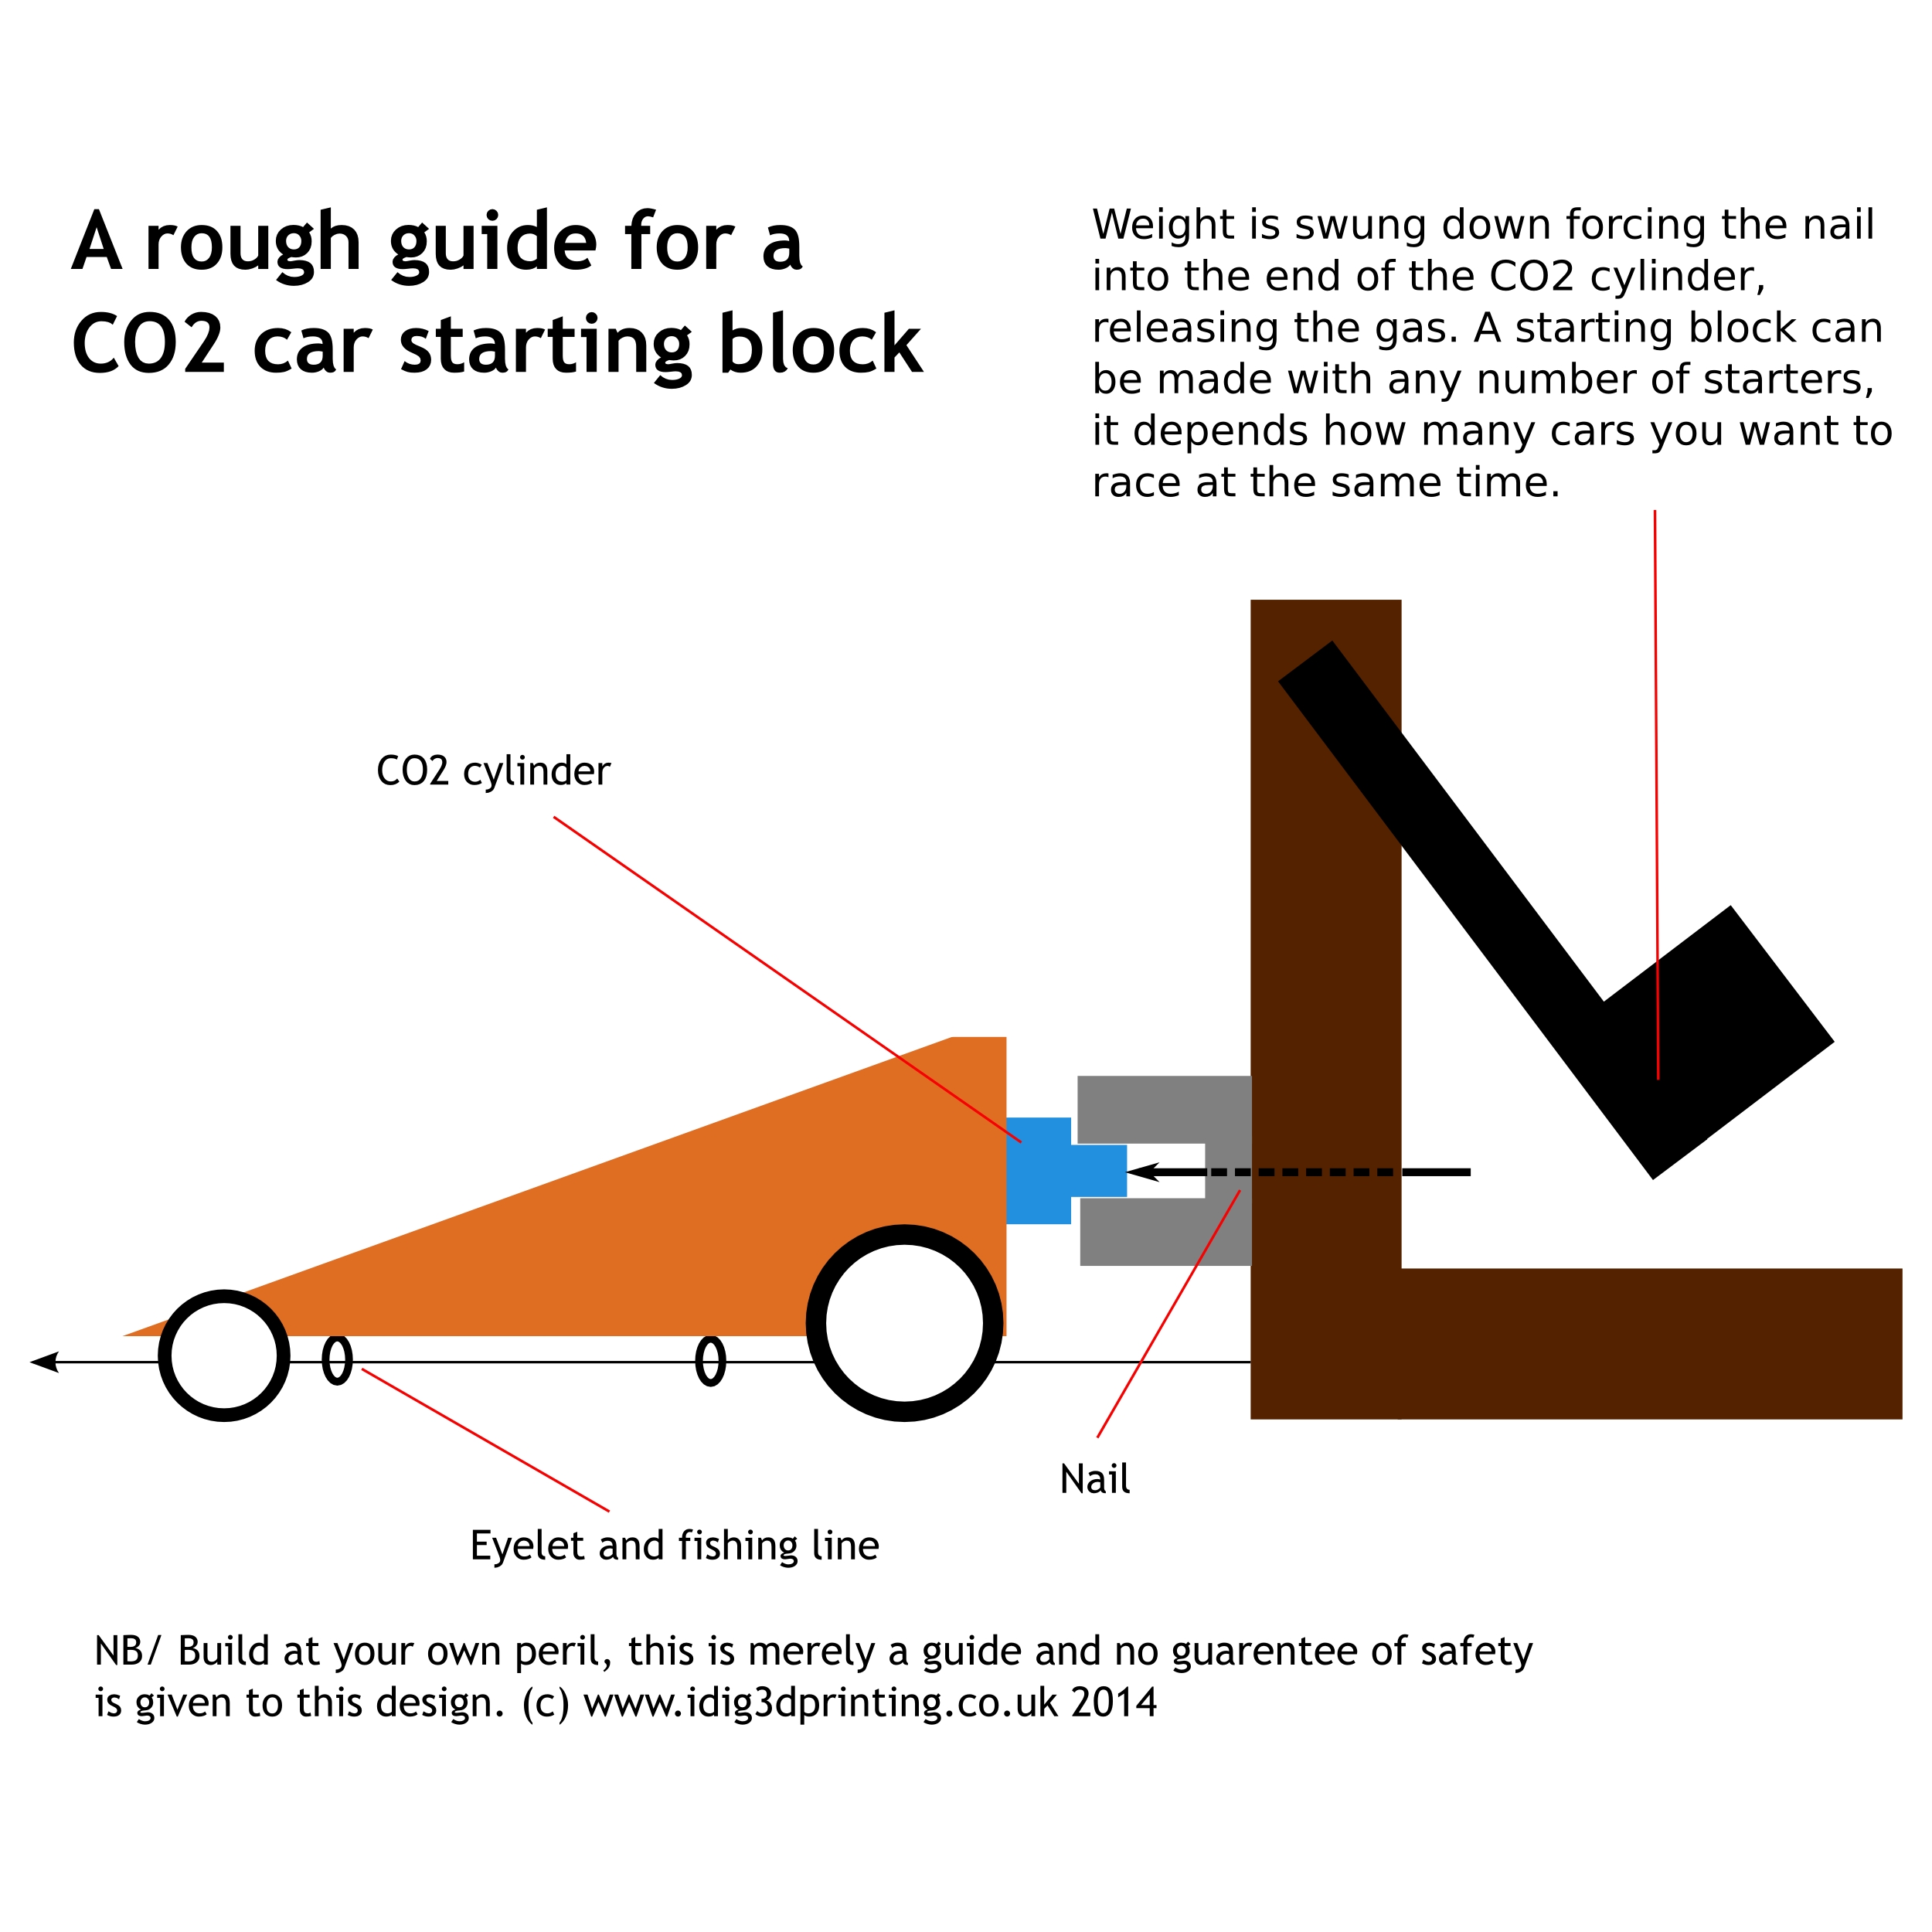 A rough guide for a
CO2 car starting block
Weight is swung down forcing the nail
into the end of the CO2 cylinder,
releasing the gas. A starting block can
be made with any number of starters,
it depends how many cars you want to
race at the same time.
CO2 cylinder
Nail
Eyelet and fishing line
NB/ Build at your own peril, this is merely a guide and no guarentee of safety
is given to this design. (c) www.idig3dprinting.co.uk 2014